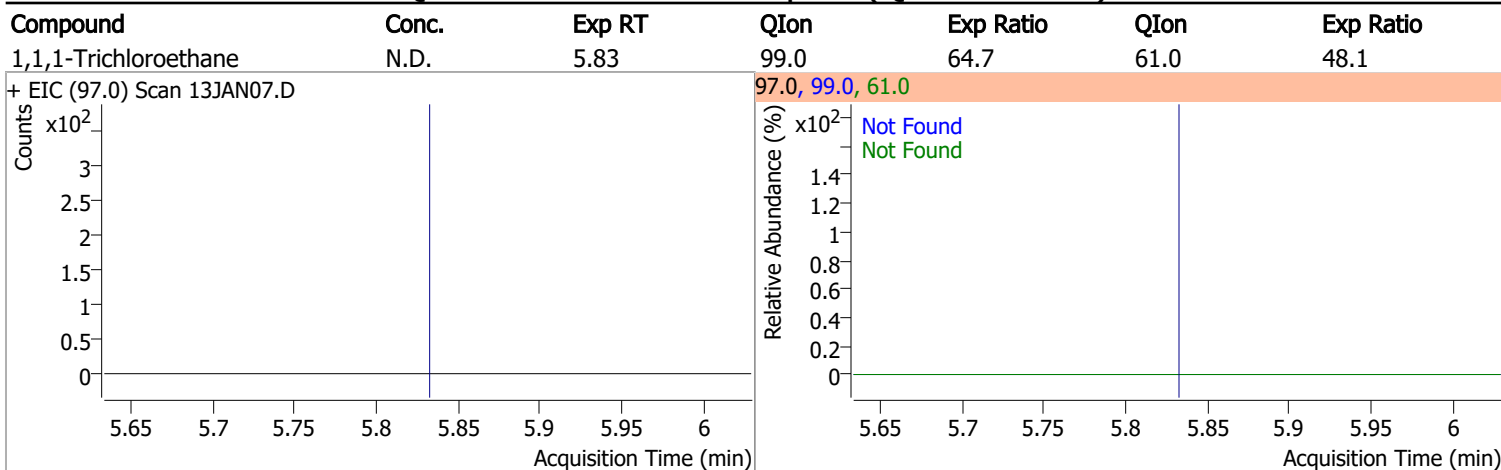 Compound Conc. Exp RT QIon Exp Ratio QIon Exp Ratio
1,1,1-Trichloroethane N.D. 5.83 99.0 64.7 61.0 48.1
+ EIC (97.0) Scan 13JAN07.D
Counts
x10²
3
2.5
2
1.5
1
0.5
0
5.65 5.7 5.75 5.8 5.85 5.9 5.95 6
Acquisition Time (min)
97.0, 99.0, 61.0
Relative Abundance (%)
x10²
Not Found
Not Found
1.4
1.2
1
0.8
0.6
0.4
0.2
0
5.65 5.7 5.75 5.8 5.85 5.9 5.95 6
Acquisition Time (min)